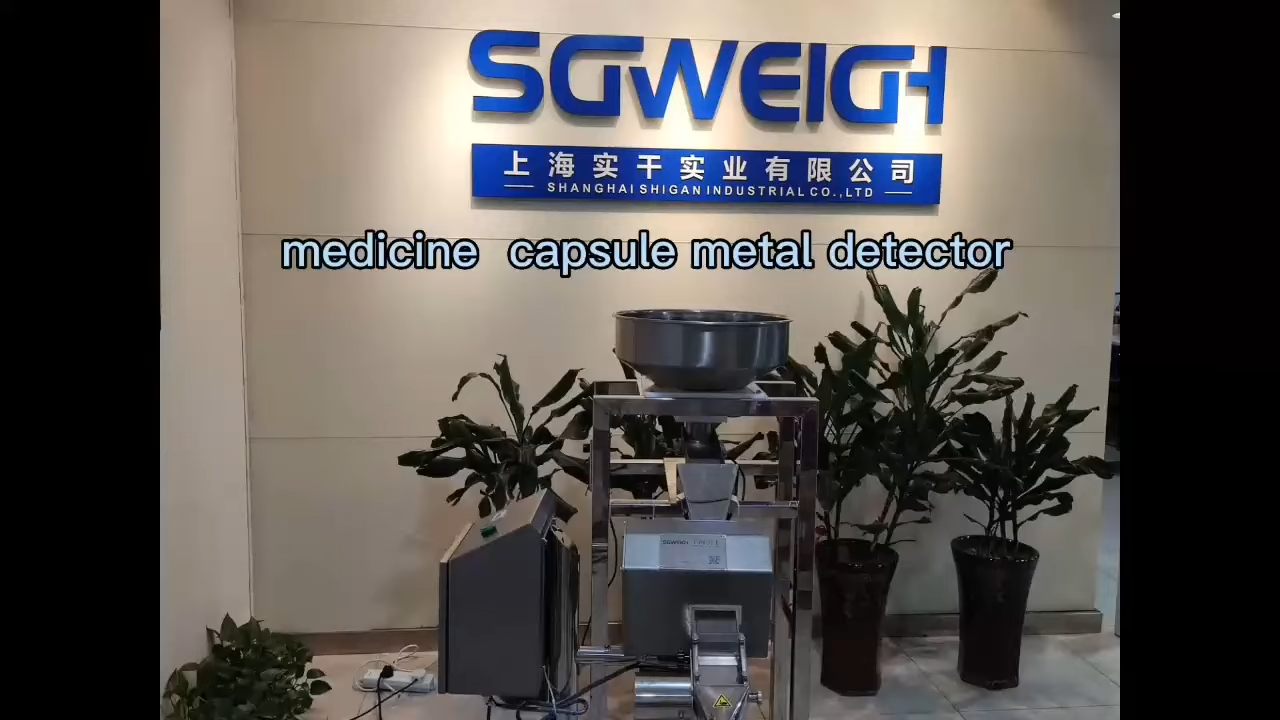 SGWEIGH
上海实干实业有限公司
SHANGHAI SHIGAN INDUSTRIAL CO.,LTD
medicine capsule metal detector
SGWEIGH